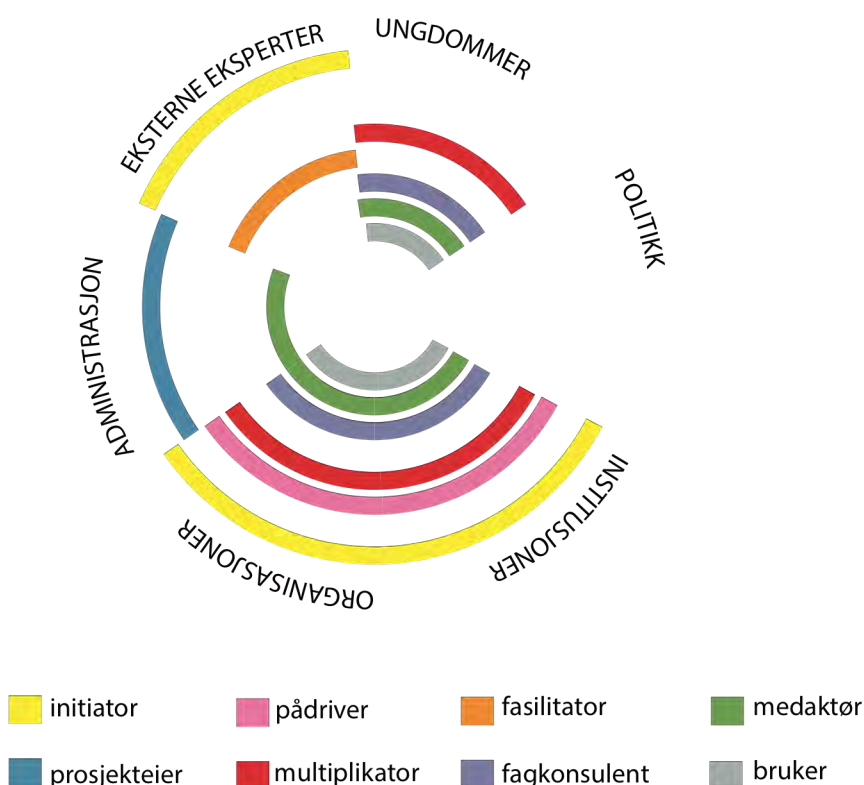 EKSTERNE EKSPERTER
UNGDOMMER
POLITIKK
ADMINISTRASJON
INSTITUSJONER
ORGANISASJONER
initiator
pådriver
fasilitator
medaktør
prosjekteier
multiplikator
fagkonsulent
bruker